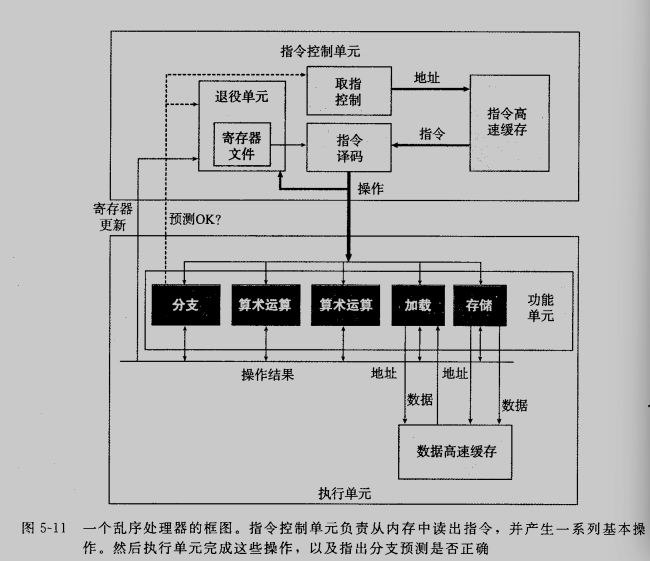 指令控制单元
取指
控制
地址
指令高
速缓存
退役单元
寄存器
文件
指令
译码
指令
操作
寄存器
更新
预测OK?
分支
算术运算
算术运算
加载
存储
功能
单元
操作结果
地址
地址
数据
数据
数据高速缓存
执行单元
图 5-11 一个乱序处理器的框图。指令控制单元负责从内存中读出指令,并产生一系列基本操
作。然后执行单元完成这些操作,以及指出分支预测是否正确